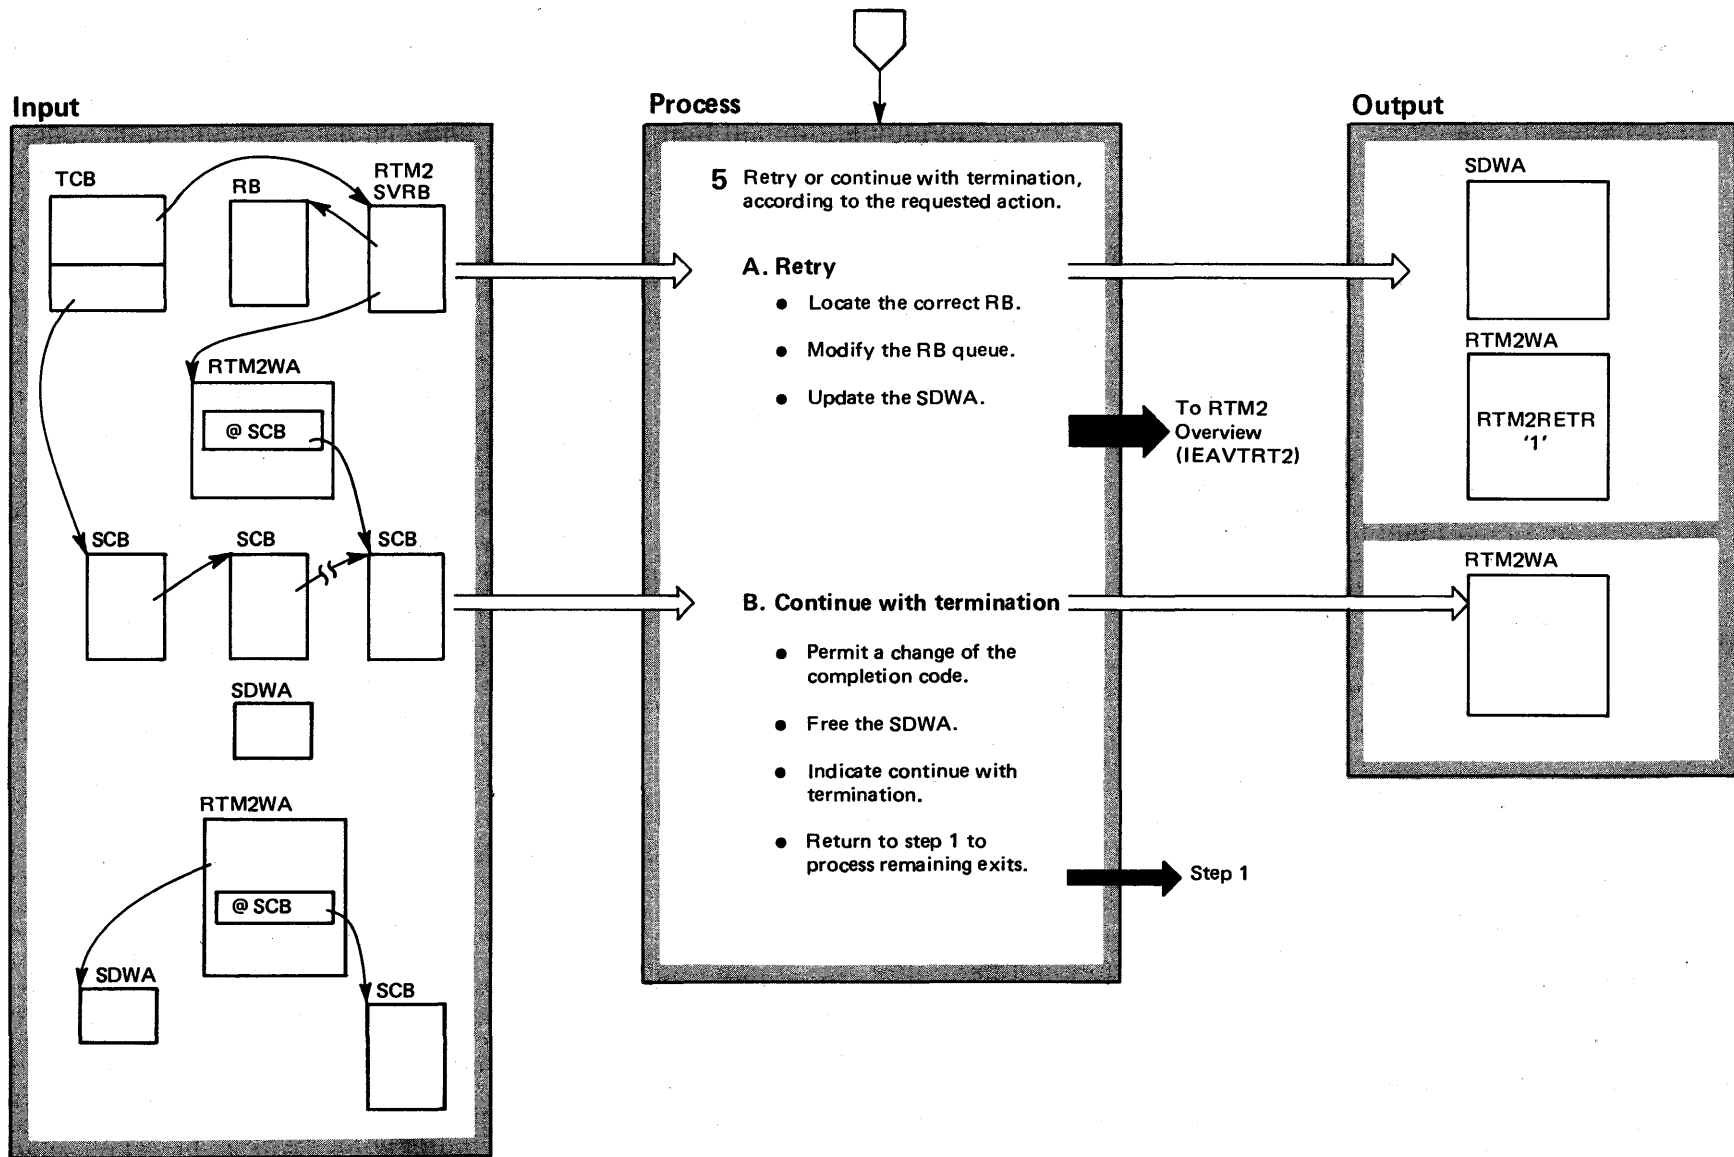 Input
TCB
RB
RTM2
SVRB
RTM2WA
@ SCB
SCB
SCB
SCB
SDWA
RTM2WA
@ SCB
SDWA
SCB
Process
5 Retry or continue with termination,
according to the requested action.
A. Retry
• Locate the correct RB.
• Modify the RB queue.
• Update the SDWA.
To RTM2
Overview
(IEAVTRT2)
B. Continue with termination
• Permit a change of the
completion code.
• Free the SDWA.
• Indicate continue with
termination.
• Return to step 1 to
process remaining exits.
Step 1
Output
SDWA
RTM2WA
RTM2RETR
'1'
RTM2WA